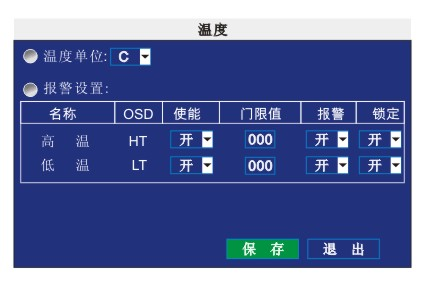 温度
温度单位: C
报警设置:
名称 OSD 使能 门限值 报警 锁定
高 温 HT 开 000 开 开
低 温 LT 开 000 开 开
保 存 退 出